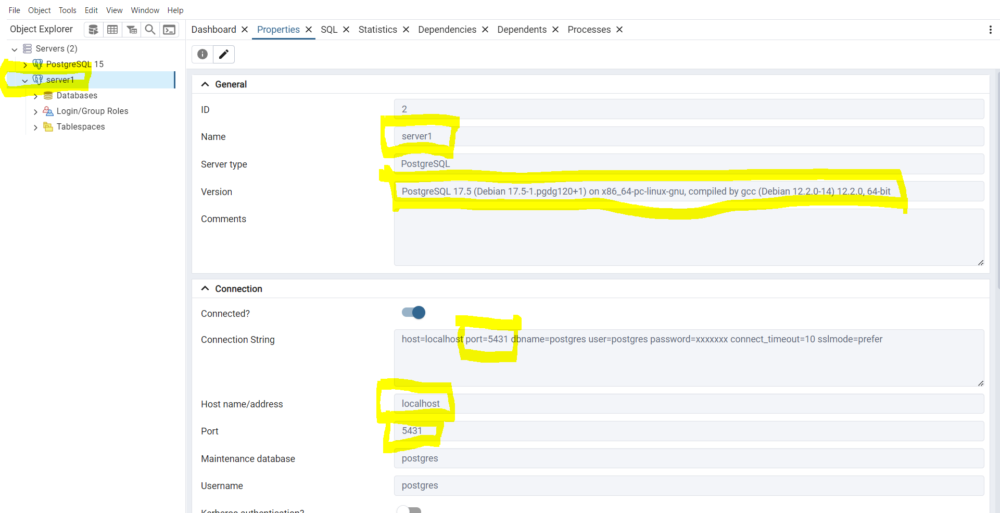 File Object Tools Edit View Window Help
Object Explorer
Dashboard Properties SQL Statistics Dependencies Dependents Processes
Servers (2)
PostgreSQL 15
server1
Databases
Login/Group Roles
Tablespaces
General
ID 2
Name server1
Server type PostgreSQL
Version PostgreSQL 17.5 (Debian 17.5-1.pgdg120+1) on x86_64-pc-linux-gnu, compiled by gcc (Debian 12.2.0-14) 12.2.0, 64-bit
Comments
Connection
Connected?
Connection String host=localhost port=5431 dbname=postgres user=postgres password=xxxxxxx connect_timeout=10 sslmode=prefer
Host name/address localhost
Port 5431
Maintenance database postgres
Username postgres
Kerberos authentication?